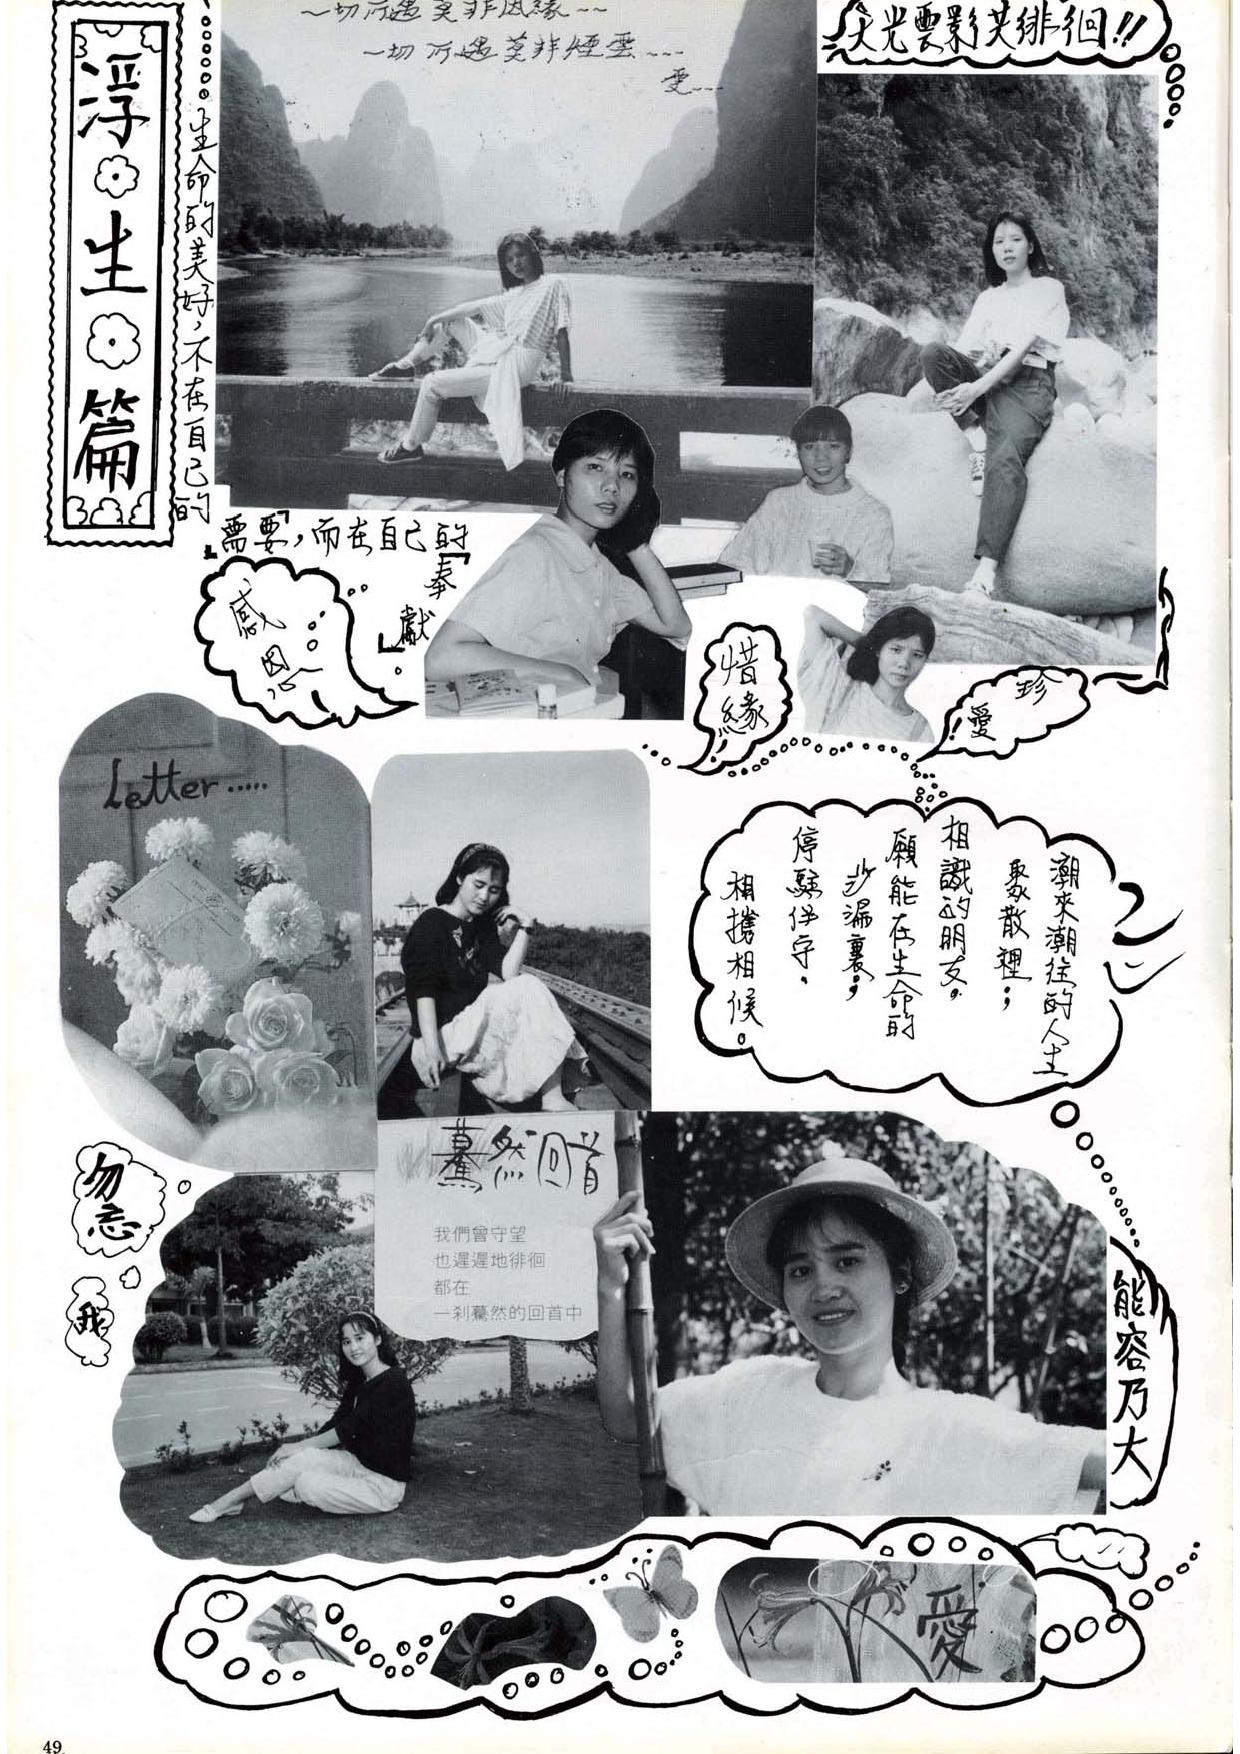 浮生篇
一切所遇莫非因緣
一切所遇莫非煙雲
愛
天光雲影共徘徊!!
生命的美好,不在自己的
「需要」,而在自己的
「奉獻」。
感恩
惜緣
珍愛
Letter.....
潮來潮往的人生
聚散裡;
相識的朋友。
願能在生命的
沙漏裏,
停駐佇守、
相攜相候。
驀然回首
我們曾守望
也遲遲地徘徊
都在
一剎驀然的回首中
勿忘
我
能容乃大
愛
49